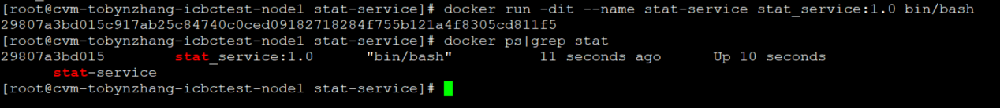 [root@cvm-tobynzhang-icbctest-node1 stat-service]# docker run -dit --name stat-service stat_service:1.0 bin/bash
29807a3bd015c917ab25c84740c0ced09182718284f755b121a4f8305cd811f5
[root@cvm-tobynzhang-icbctest-node1 stat-service]# docker ps|grep stat
29807a3bd015        stat_service:1.0      "bin/bash"          11 seconds ago      Up 10 seconds
      stat-service
[root@cvm-tobynzhang-icbctest-node1 stat-service]#